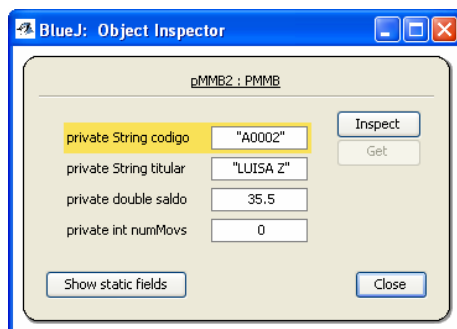 BlueJ: Object Inspector
pMMB2 : PMMB
private String codigo "A0002"
Inspect
Get
private String titular "LUISA Z"
private double saldo 35.5
private int numMovs 0
Show static fields
Close